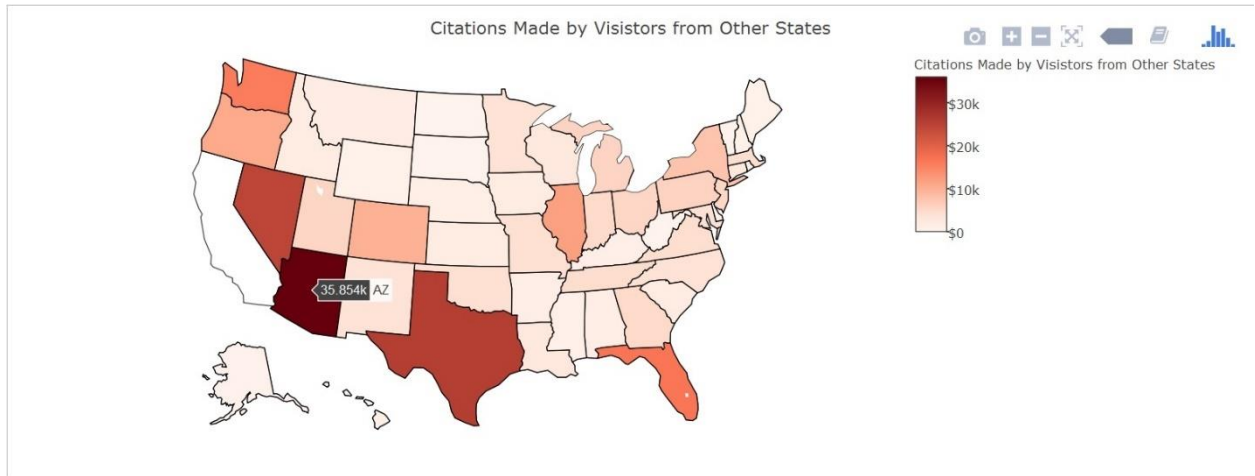 Citations Made by Visistors from Other States
Citations Made by Visistors from Other States
$30k
$20k
$10k
$0
35.854k AZ